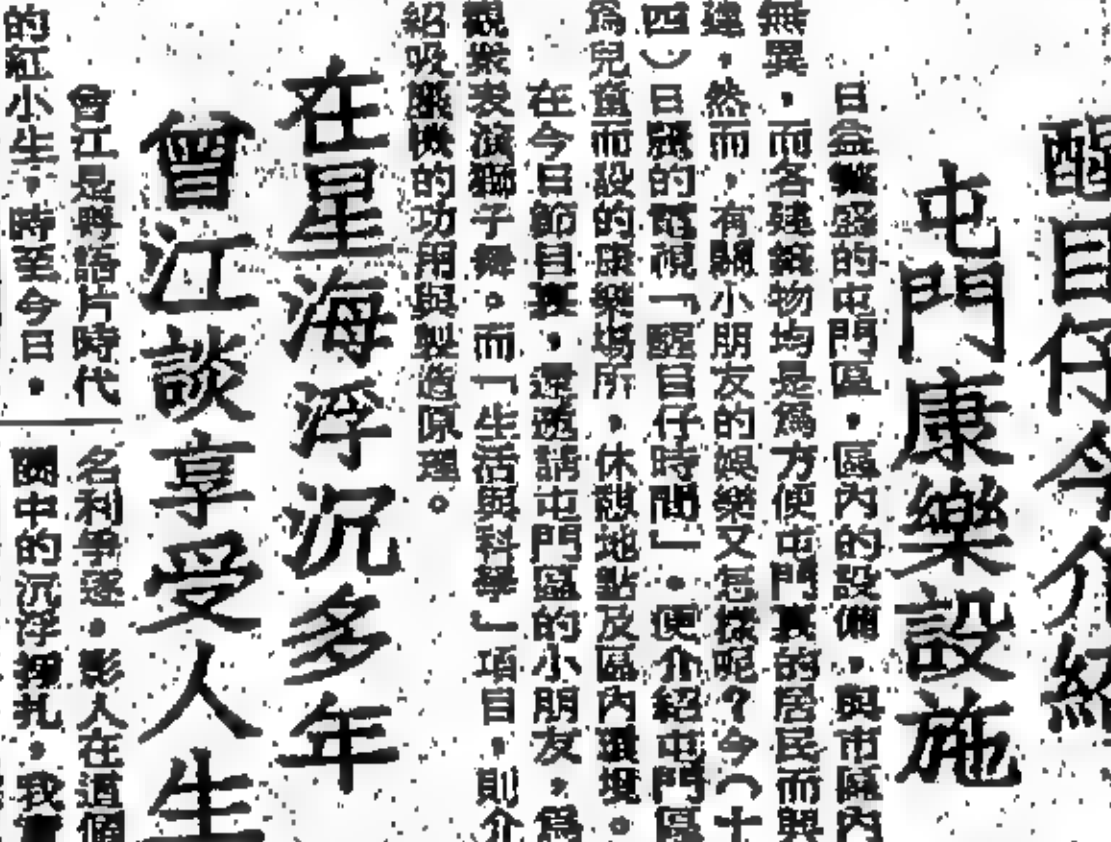 醒目仔今介紹
屯門康樂設施
日益繁盛的屯門區，區內的設備，與市區內
無異，而各建築物均是為方便屯門裏的居民而興
建，然而，有關小朋友的娛樂又怎樣呢？今（十
四）日麗的電視「醒目仔時間」，便介紹屯門區
為兒童而設的康樂場所，休憩地點及區內環境。
在今日節目裏，還邀請屯門區的小朋友，為
觀衆表演獅子舞。而「生活與科學」項目，則介
紹吸塵機的功用與製造原理。
在星海浮沉多年
曾江談享受人生
曾江是粵語片時代
的紅小生，時至今日，
名利爭逐，影人在這個
圈中的沉浮掙扎，我